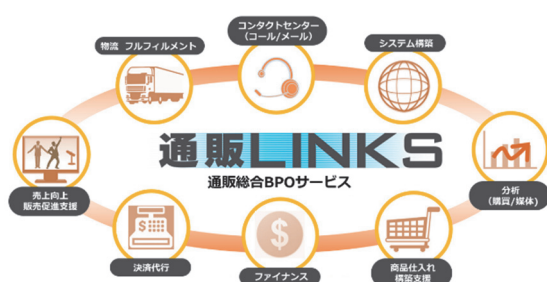 コンタクトセンター
（コール/メール）
物流 フルフィルメント
システム構築
通販LINKS
通販総合BPOサービス
売上向上
販売促進支援
分析
（購買/媒体）
決済代行
ファイナンス
商品仕入れ
構築支援